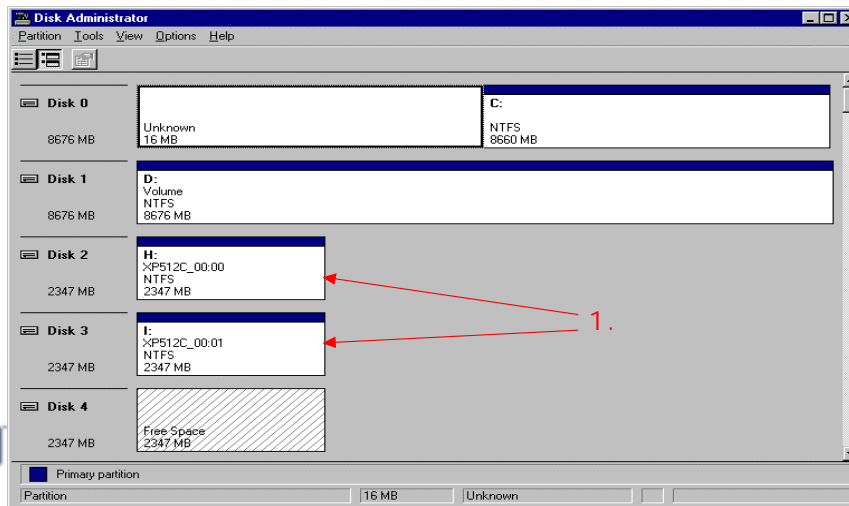 Disk Administrator
Partition Tools View Options Help
Disk 0
8676 MB
Unknown
16 MB
C:
NTFS
8660 MB
Disk 1
8676 MB
D:
Volume
NTFS
8676 MB
Disk 2
2347 MB
H:
XP512C_00:00
NTFS
2347 MB
1.
Disk 3
2347 MB
I:
XP512C_00:01
NTFS
2347 MB
Disk 4
2347 MB
Free Space
2347 MB
Primary partition
Partition 16 MB Unknown